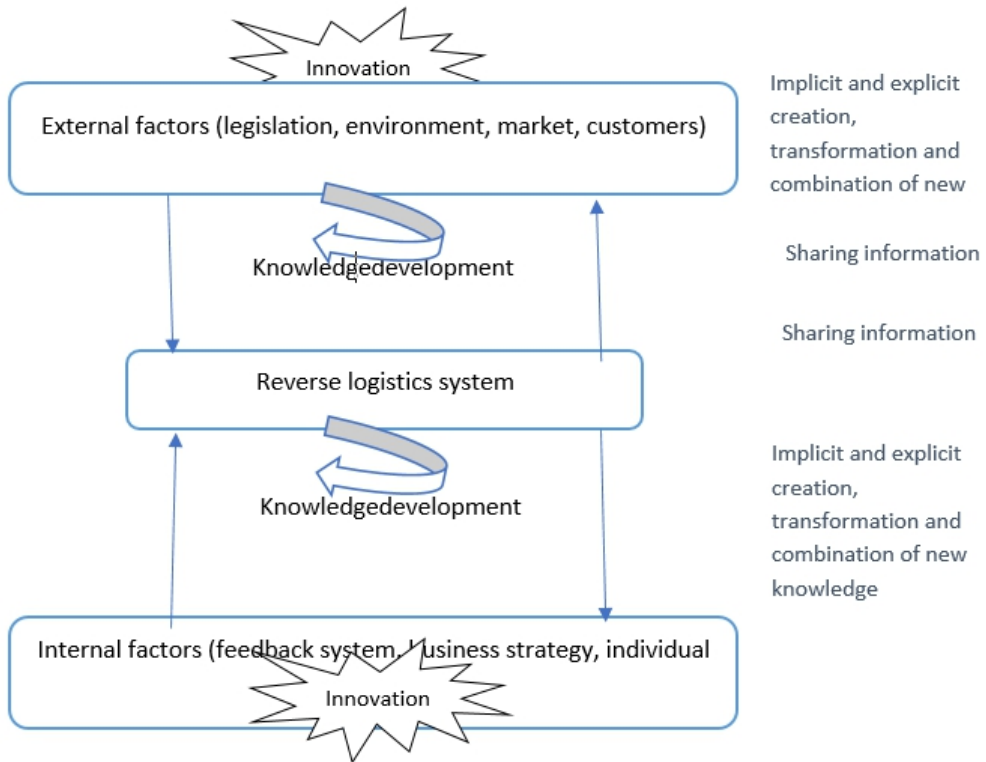 Innovation
External factors (legislation, environment, market, customers)
Implicit and explicit
creation,
transformation and
combination of new
Sharing information
Knowledgedevelopment
Sharing information
Reverse logistics system
Implicit and explicit
creation,
transformation and
combination of new
knowledge
Knowledgedevelopment
Internal factors (feedback system, business strategy, individual
Innovation